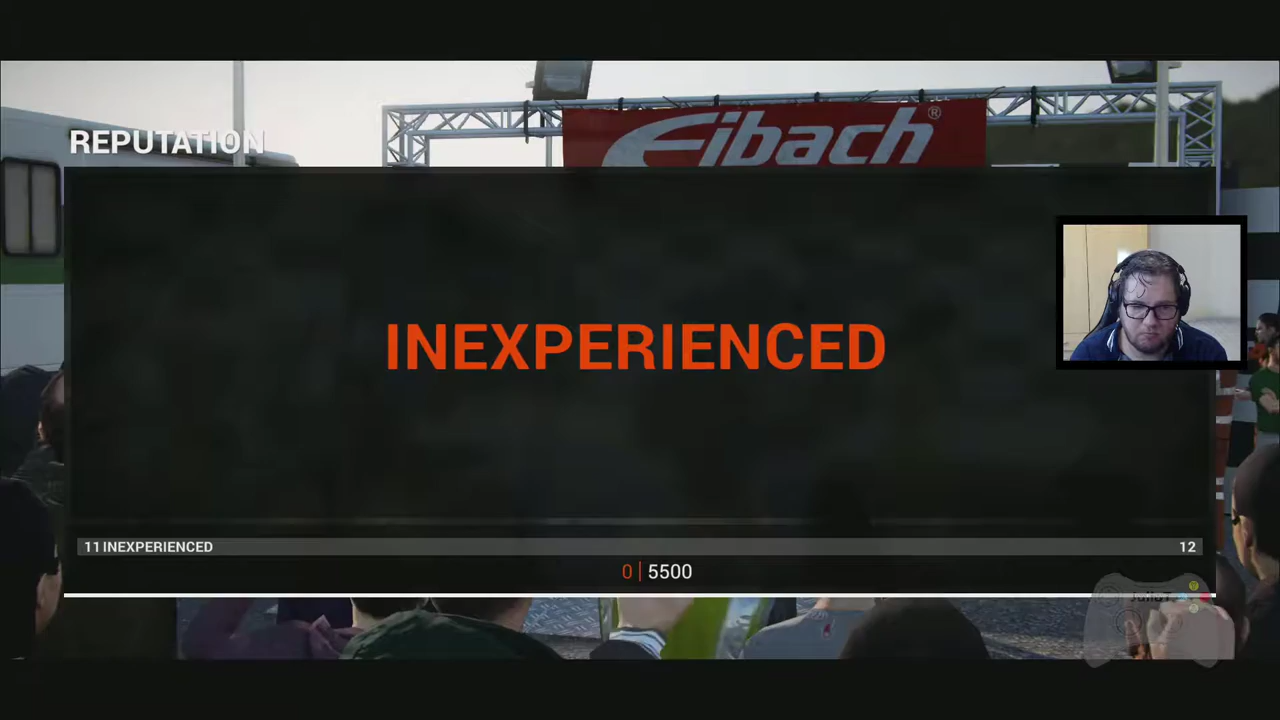 Eibach®
REPUTATION
INEXPERIENCED
11 INEXPERIENCED
12
0 | 5500